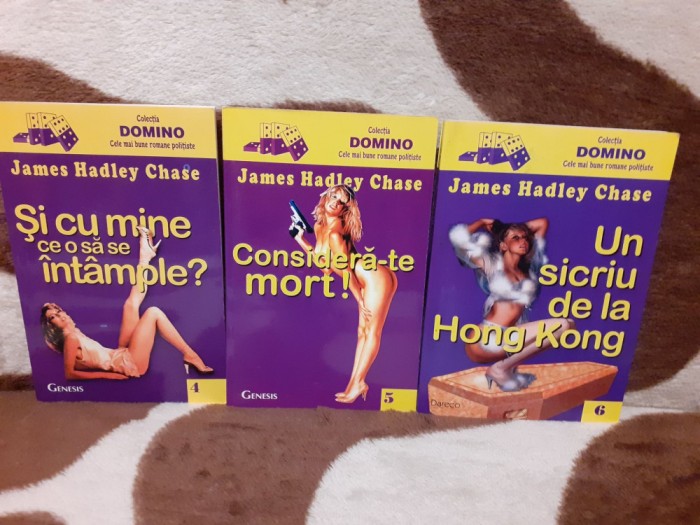 Colecția
DOMINO
Cele mai bune romane polițiste
James Hadley Chase
Și cu mine
ce o să se
întâmple?
GENESIS
4
Colecția
DOMINO
Cele mai bune romane polițiste
James Hadley Chase
Consideră-te
mort!
GENESIS
5
Colecția
DOMINO
Cele mai bune romane polițiste
James Hadley Chase
Un
sicriu
de la
Hong Kong
Dareco
6